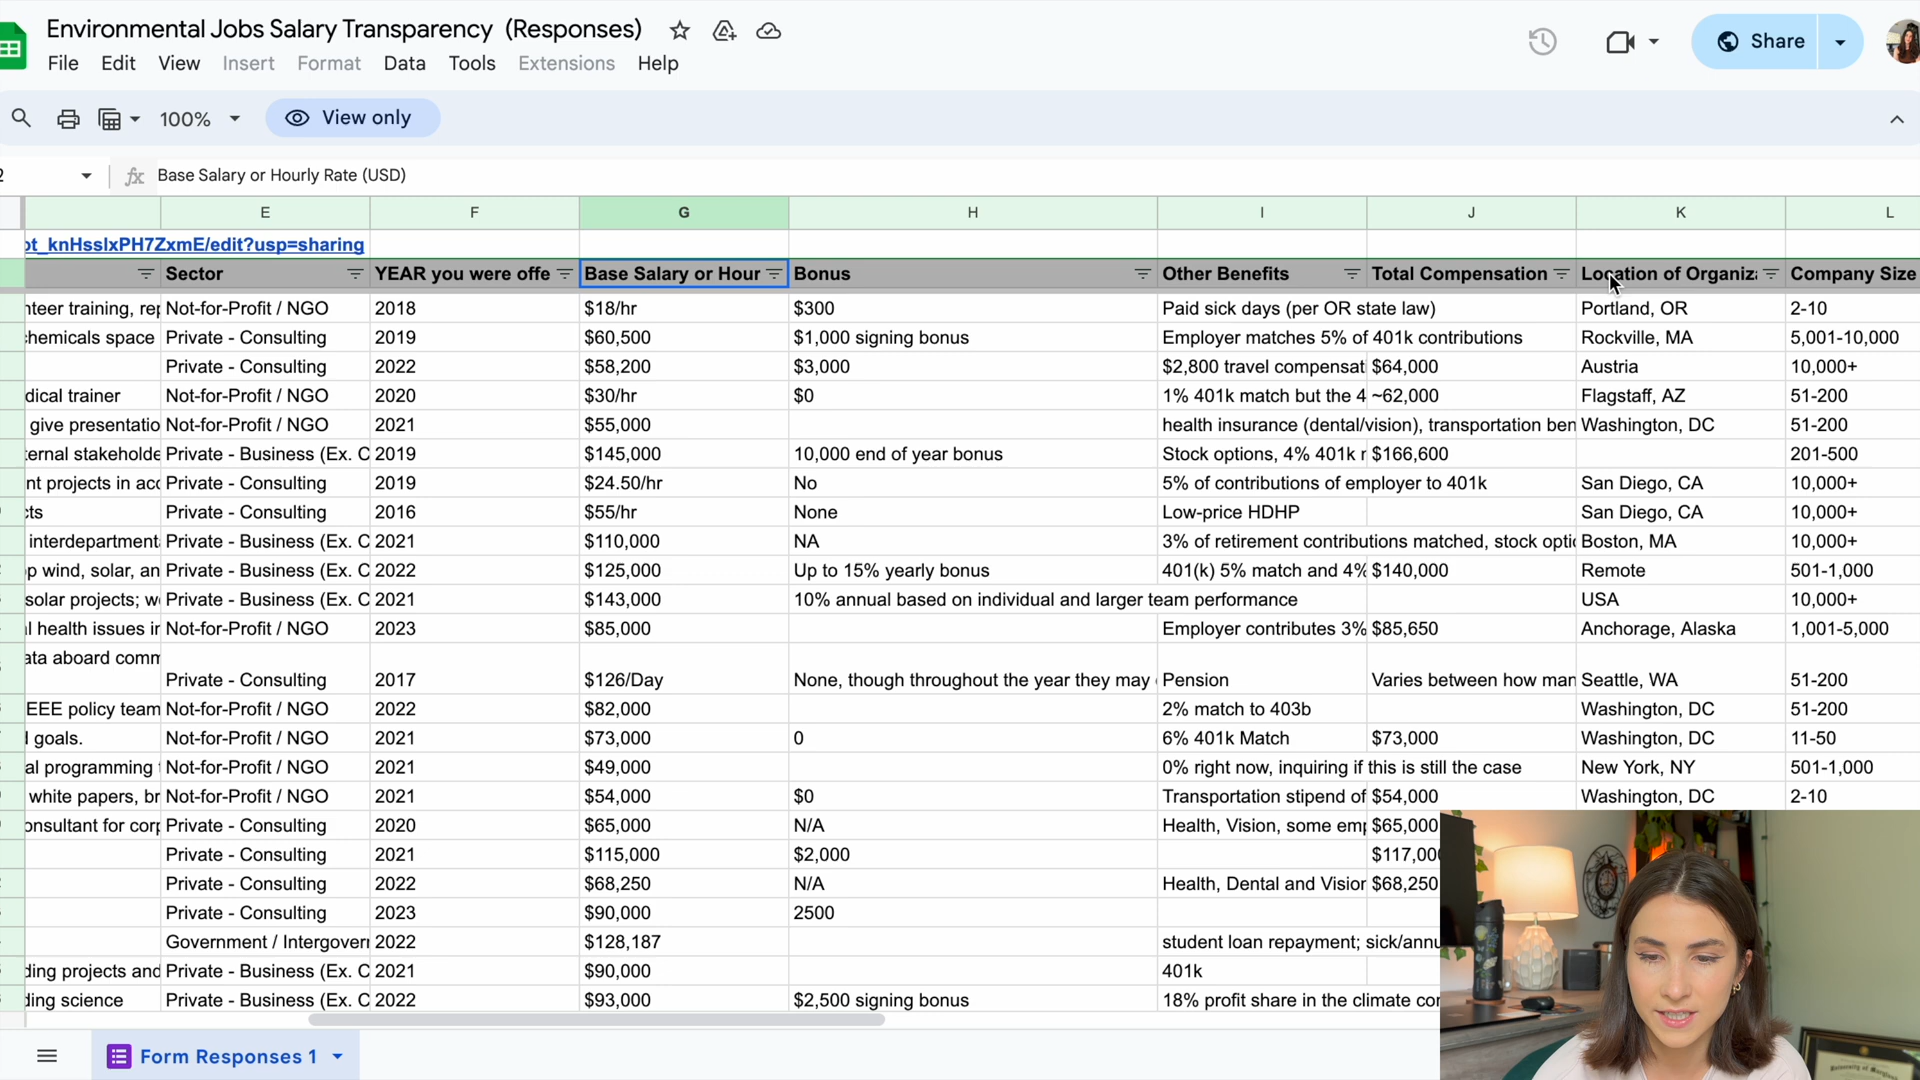 Environmental Jobs Salary Transparency (Responses)
File Edit View Insert Format Data Tools Extensions Help
Share
100% View only
2 fx Base Salary or Hourly Rate (USD)
E F G H I J K L
ot_knHssIxPH7ZxmE/edit?usp=sharing
Sector YEAR you were offe Base Salary or Hour Bonus Other Benefits Total Compensation Location of Organiza Company Size
nteer training, rep Not-for-Profit / NGO 2018 $18/hr $300 Paid sick days (per OR state law) Portland, OR 2-10
chemicals space Private - Consulting 2019 $60,500 $1,000 signing bonus Employer matches 5% of 401k contributions Rockville, MA 5,001-10,000
Private - Consulting 2022 $58,200 $3,000 $2,800 travel compensat $64,000 Austria 10,000+
dical trainer Not-for-Profit / NGO 2020 $30/hr $0 1% 401k match but the 4 ~62,000 Flagstaff, AZ 51-200
give presentatio Not-for-Profit / NGO 2021 $55,000 health insurance (dental/vision), transportation ben Washington, DC 51-200
ternal stakeholde Private - Business (Ex. C 2019 $145,000 10,000 end of year bonus Stock options, 4% 401k r $166,600 201-500
nt projects in acc Private - Consulting 2019 $24.50/hr No 5% of contributions of employer to 401k San Diego, CA 10,000+
cts Private - Consulting 2016 $55/hr None Low-price HDHP San Diego, CA 10,000+
interdepartment Private - Business (Ex. C 2021 $110,000 NA 3% of retirement contributions matched, stock optic Boston, MA 10,000+
op wind, solar, an Private - Business (Ex. C 2022 $125,000 Up to 15% yearly bonus 401(k) 5% match and 4% $140,000 Remote 501-1,000
solar projects; we Private - Business (Ex. C 2021 $143,000 10% annual based on individual and larger team performance USA 10,000+
al health issues in Not-for-Profit / NGO 2023 $85,000 Employer contributes 3% $85,650 Anchorage, Alaska 1,001-5,000
ata aboard comm
Private - Consulting 2017 $126/Day None, though throughout the year they may Pension Varies between how man Seattle, WA 51-200
EEE policy team Not-for-Profit / NGO 2022 $82,000 2% match to 403b Washington, DC 51-200
d goals. Not-for-Profit / NGO 2021 $73,000 0 6% 401k Match $73,000 Washington, DC 11-50
al programming Not-for-Profit / NGO 2021 $49,000 0% right now, inquiring if this is still the case New York, NY 501-1,000
white papers, br Not-for-Profit / NGO 2021 $54,000 $0 Transportation stipend of $54,000 Washington, DC 2-10
onsultant for corp Private - Consulting 2020 $65,000 N/A Health, Vision, some emp $65,000
Private - Consulting 2021 $115,000 $2,000 $117,000
Private - Consulting 2022 $68,250 N/A Health, Dental and Vision $68,250
Private - Consulting 2023 $90,000 2500
Government / Intergovern 2022 $128,187 student loan repayment; sick/annu
ding projects and Private - Business (Ex. C 2021 $90,000 401k
ding science Private - Business (Ex. C 2022 $93,000 $2,500 signing bonus 18% profit share in the climate cor
Form Responses 1